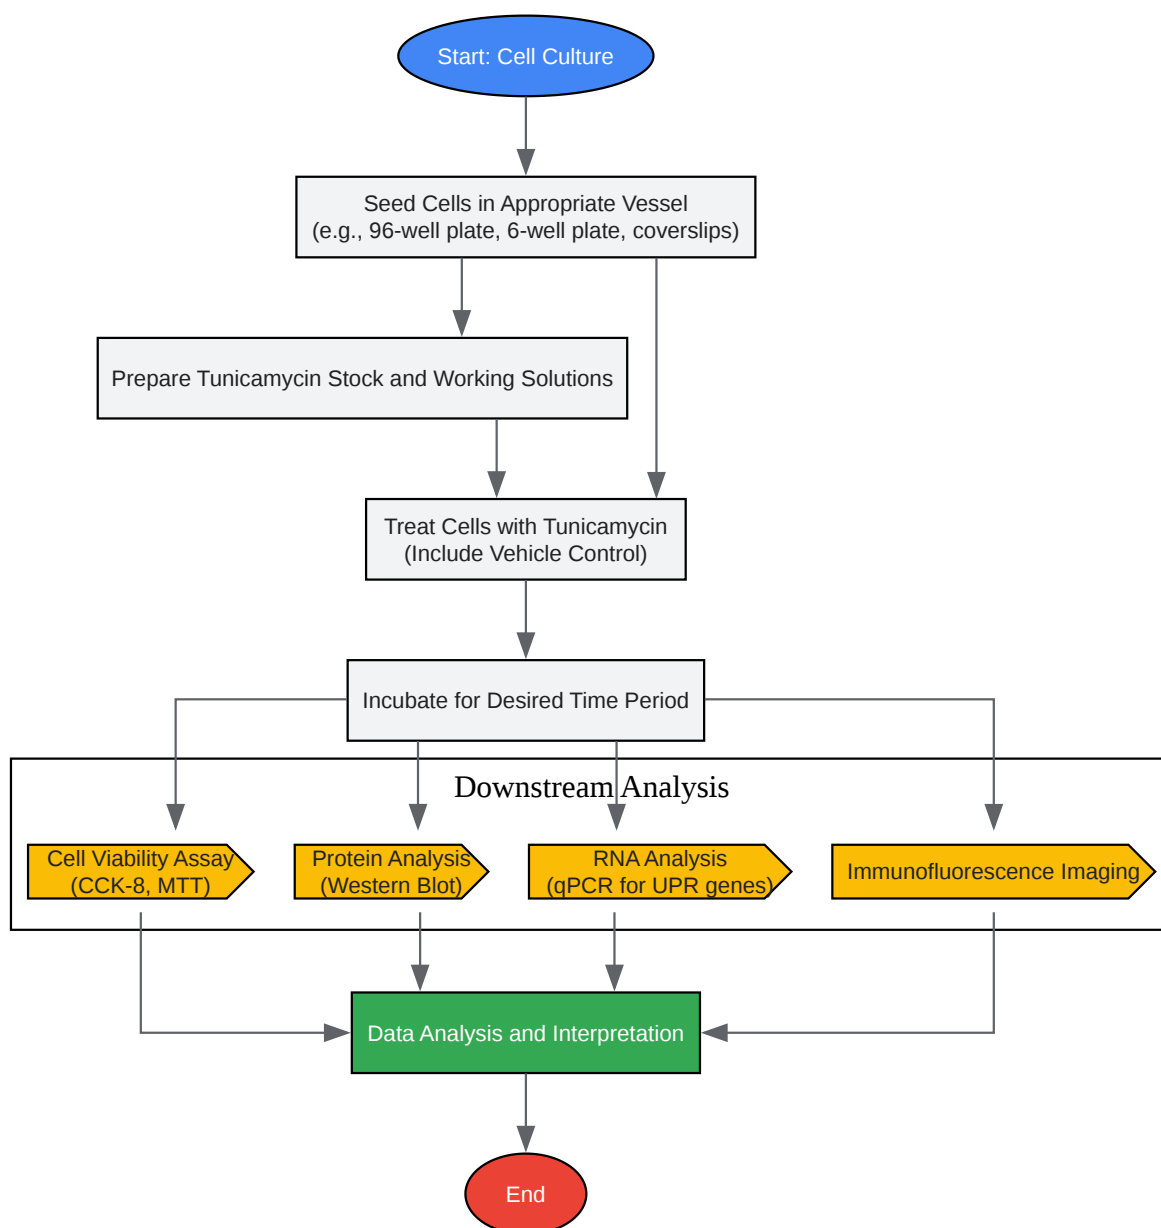 Start: Cell Culture
Seed Cells in Appropriate Vessel
(e.g., 96-well plate, 6-well plate, coverslips)
Prepare Tunicamycin Stock and Working Solutions
Treat Cells with Tunicamycin
(Include Vehicle Control)
Incubate for Desired Time Period
Downstream Analysis
Cell Viability Assay
(CCK-8, MTT)
Protein Analysis
(Western Blot)
RNA Analysis
(qPCR for UPR genes)
Immunofluorescence Imaging
Data Analysis and Interpretation
End